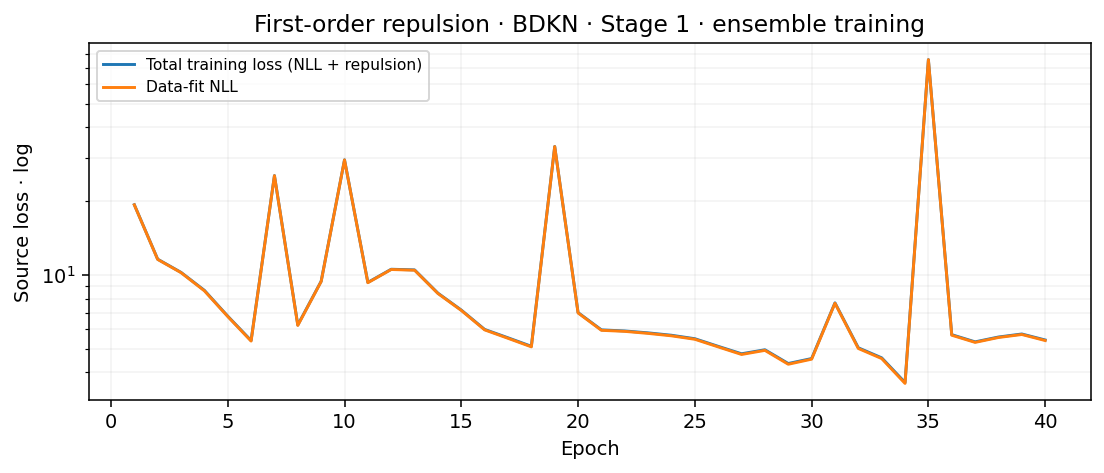 First-order repulsion · BDKN · Stage 1 · ensemble training
Total training loss (NLL + repulsion)
Data-fit NLL
Source loss · log
10¹
0 5 10 15 20 25 30 35 40
Epoch